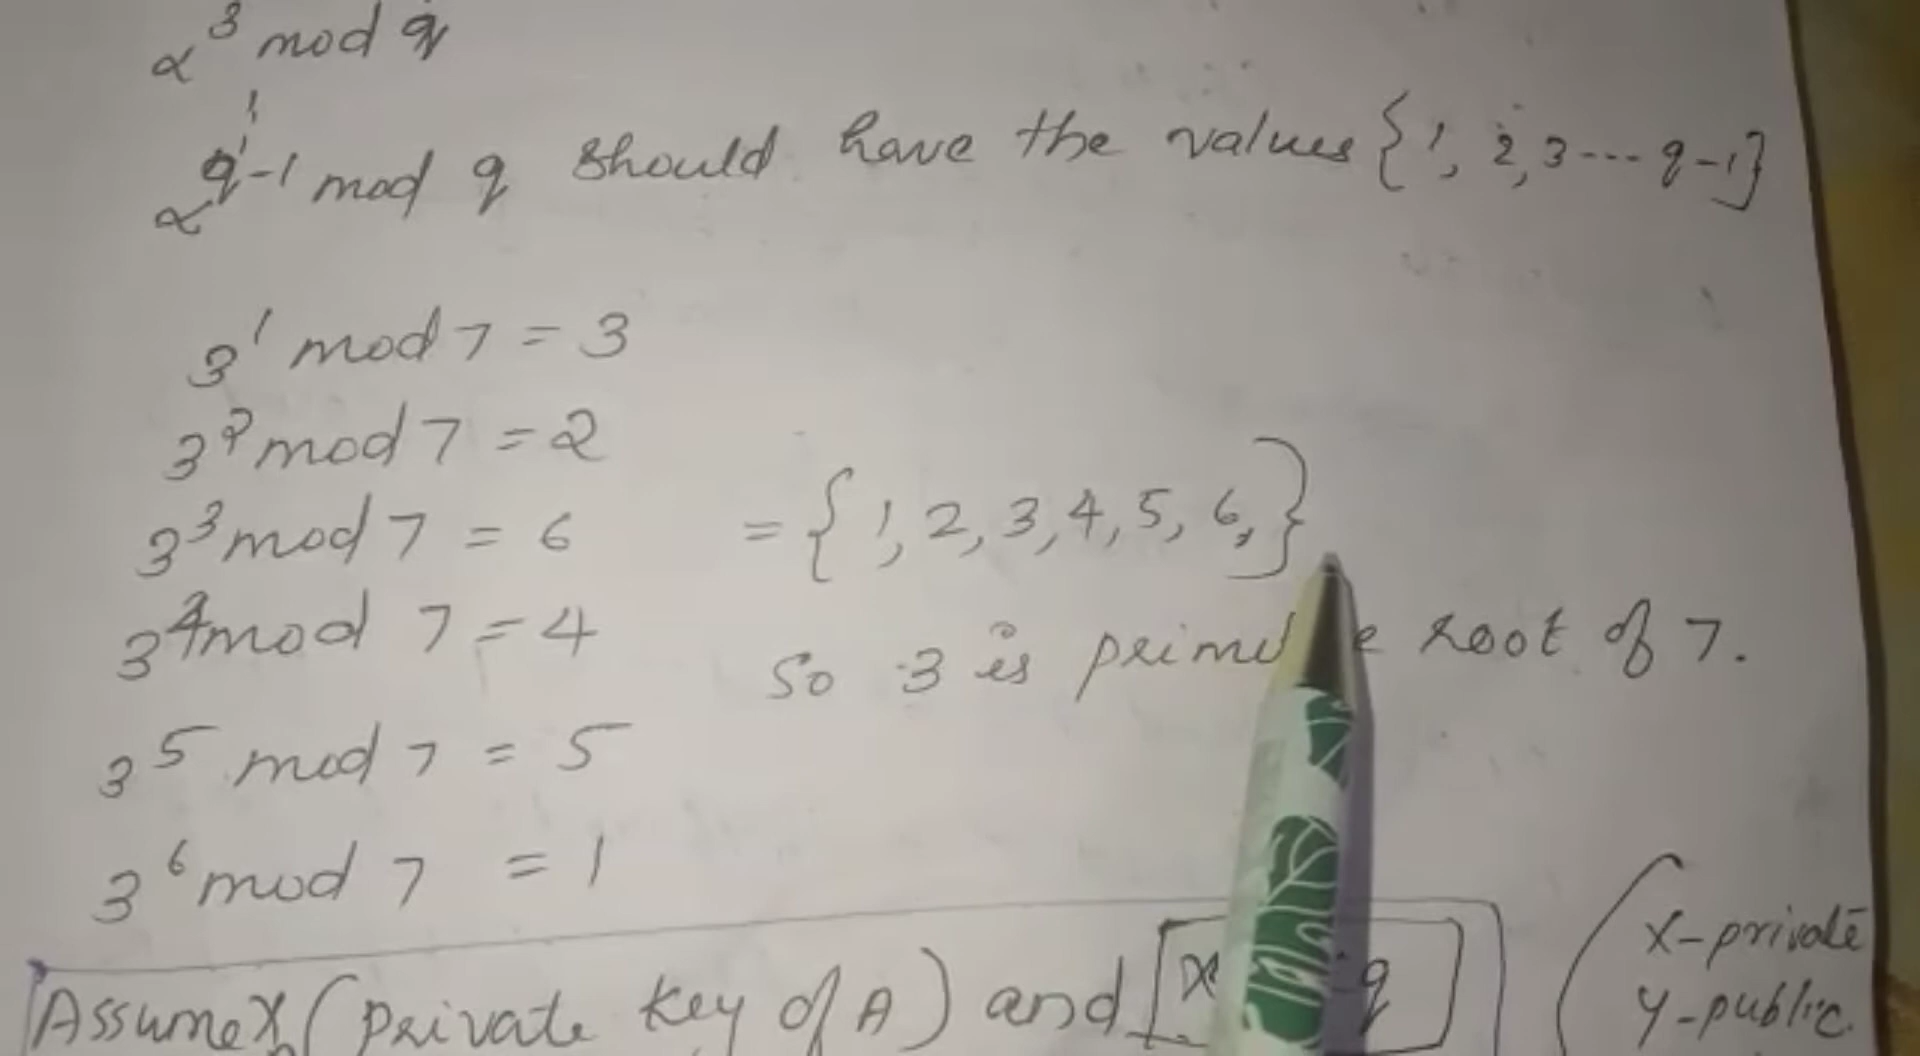 α³ mod q
α^q-1 mod q should have the values {1, 2, 3 --- q-1}
3¹ mod 7 = 3
3² mod 7 = 2
3³ mod 7 = 6
= {1, 2, 3, 4, 5, 6,}
3⁴ mod 7 = 4
So 3 is root of 7.
3⁵ mod 7 = 5
3⁶ mod 7 = 1
x-private
y-public
Assume (private key of A) and q